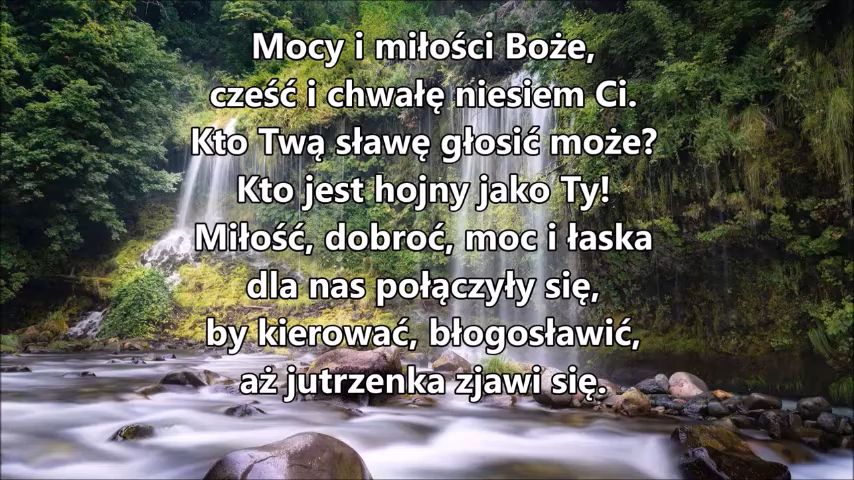 Mocy i miłości Boże,
cześć i chwałę niesiem Ci.
Kto Twą sławę głosić może?
Kto jest hojny jako Ty!
Miłość, dobroć, moc i łaska
dla nas połączyły się,
by kierować, błogosławić,
aż jutrzenka zjawi się.